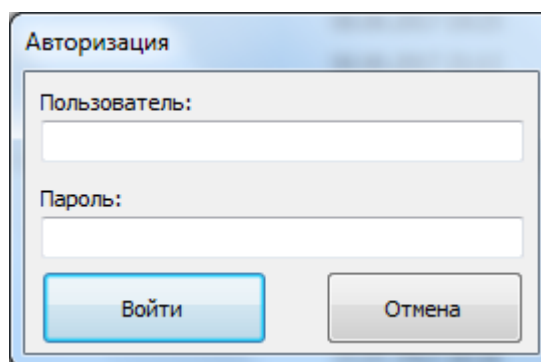 Авторизация
Пользователь:
Пароль:
Войти
Отмена